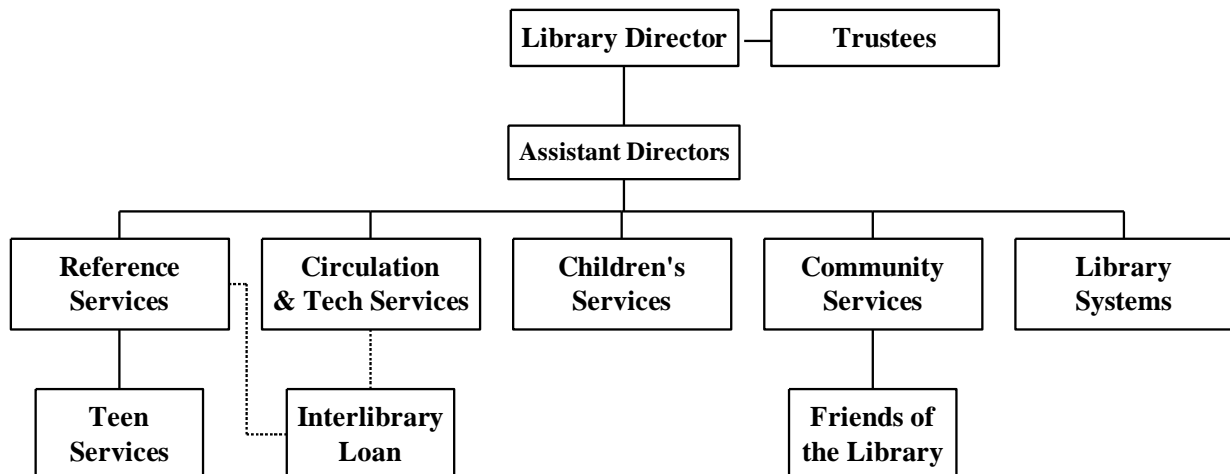 Library Director
Trustees
Assistant Directors
Reference
Services
Circulation
& Tech Services
Children's
Services
Community
Services
Library
Systems
Teen
Services
Interlibrary
Loan
Friends of
the Library